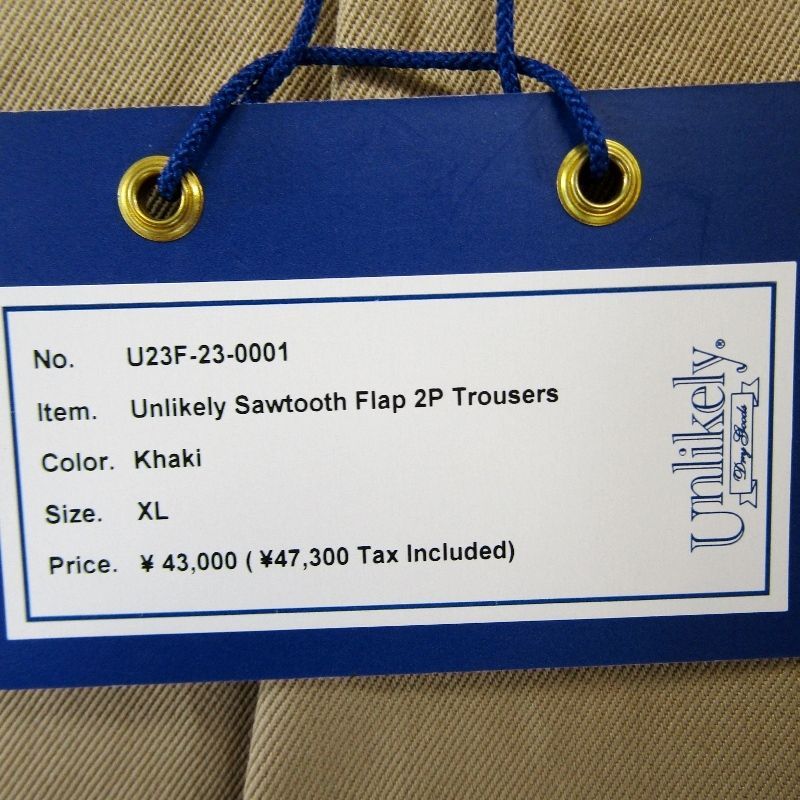 No. U23F-23-0001
Item. Unlikely Sawtooth Flap 2P Trousers
Color. Khaki
Size. XL
Price. ¥ 43,000 ( ¥47,300 Tax Included)
Unlikely®
Dry Goods